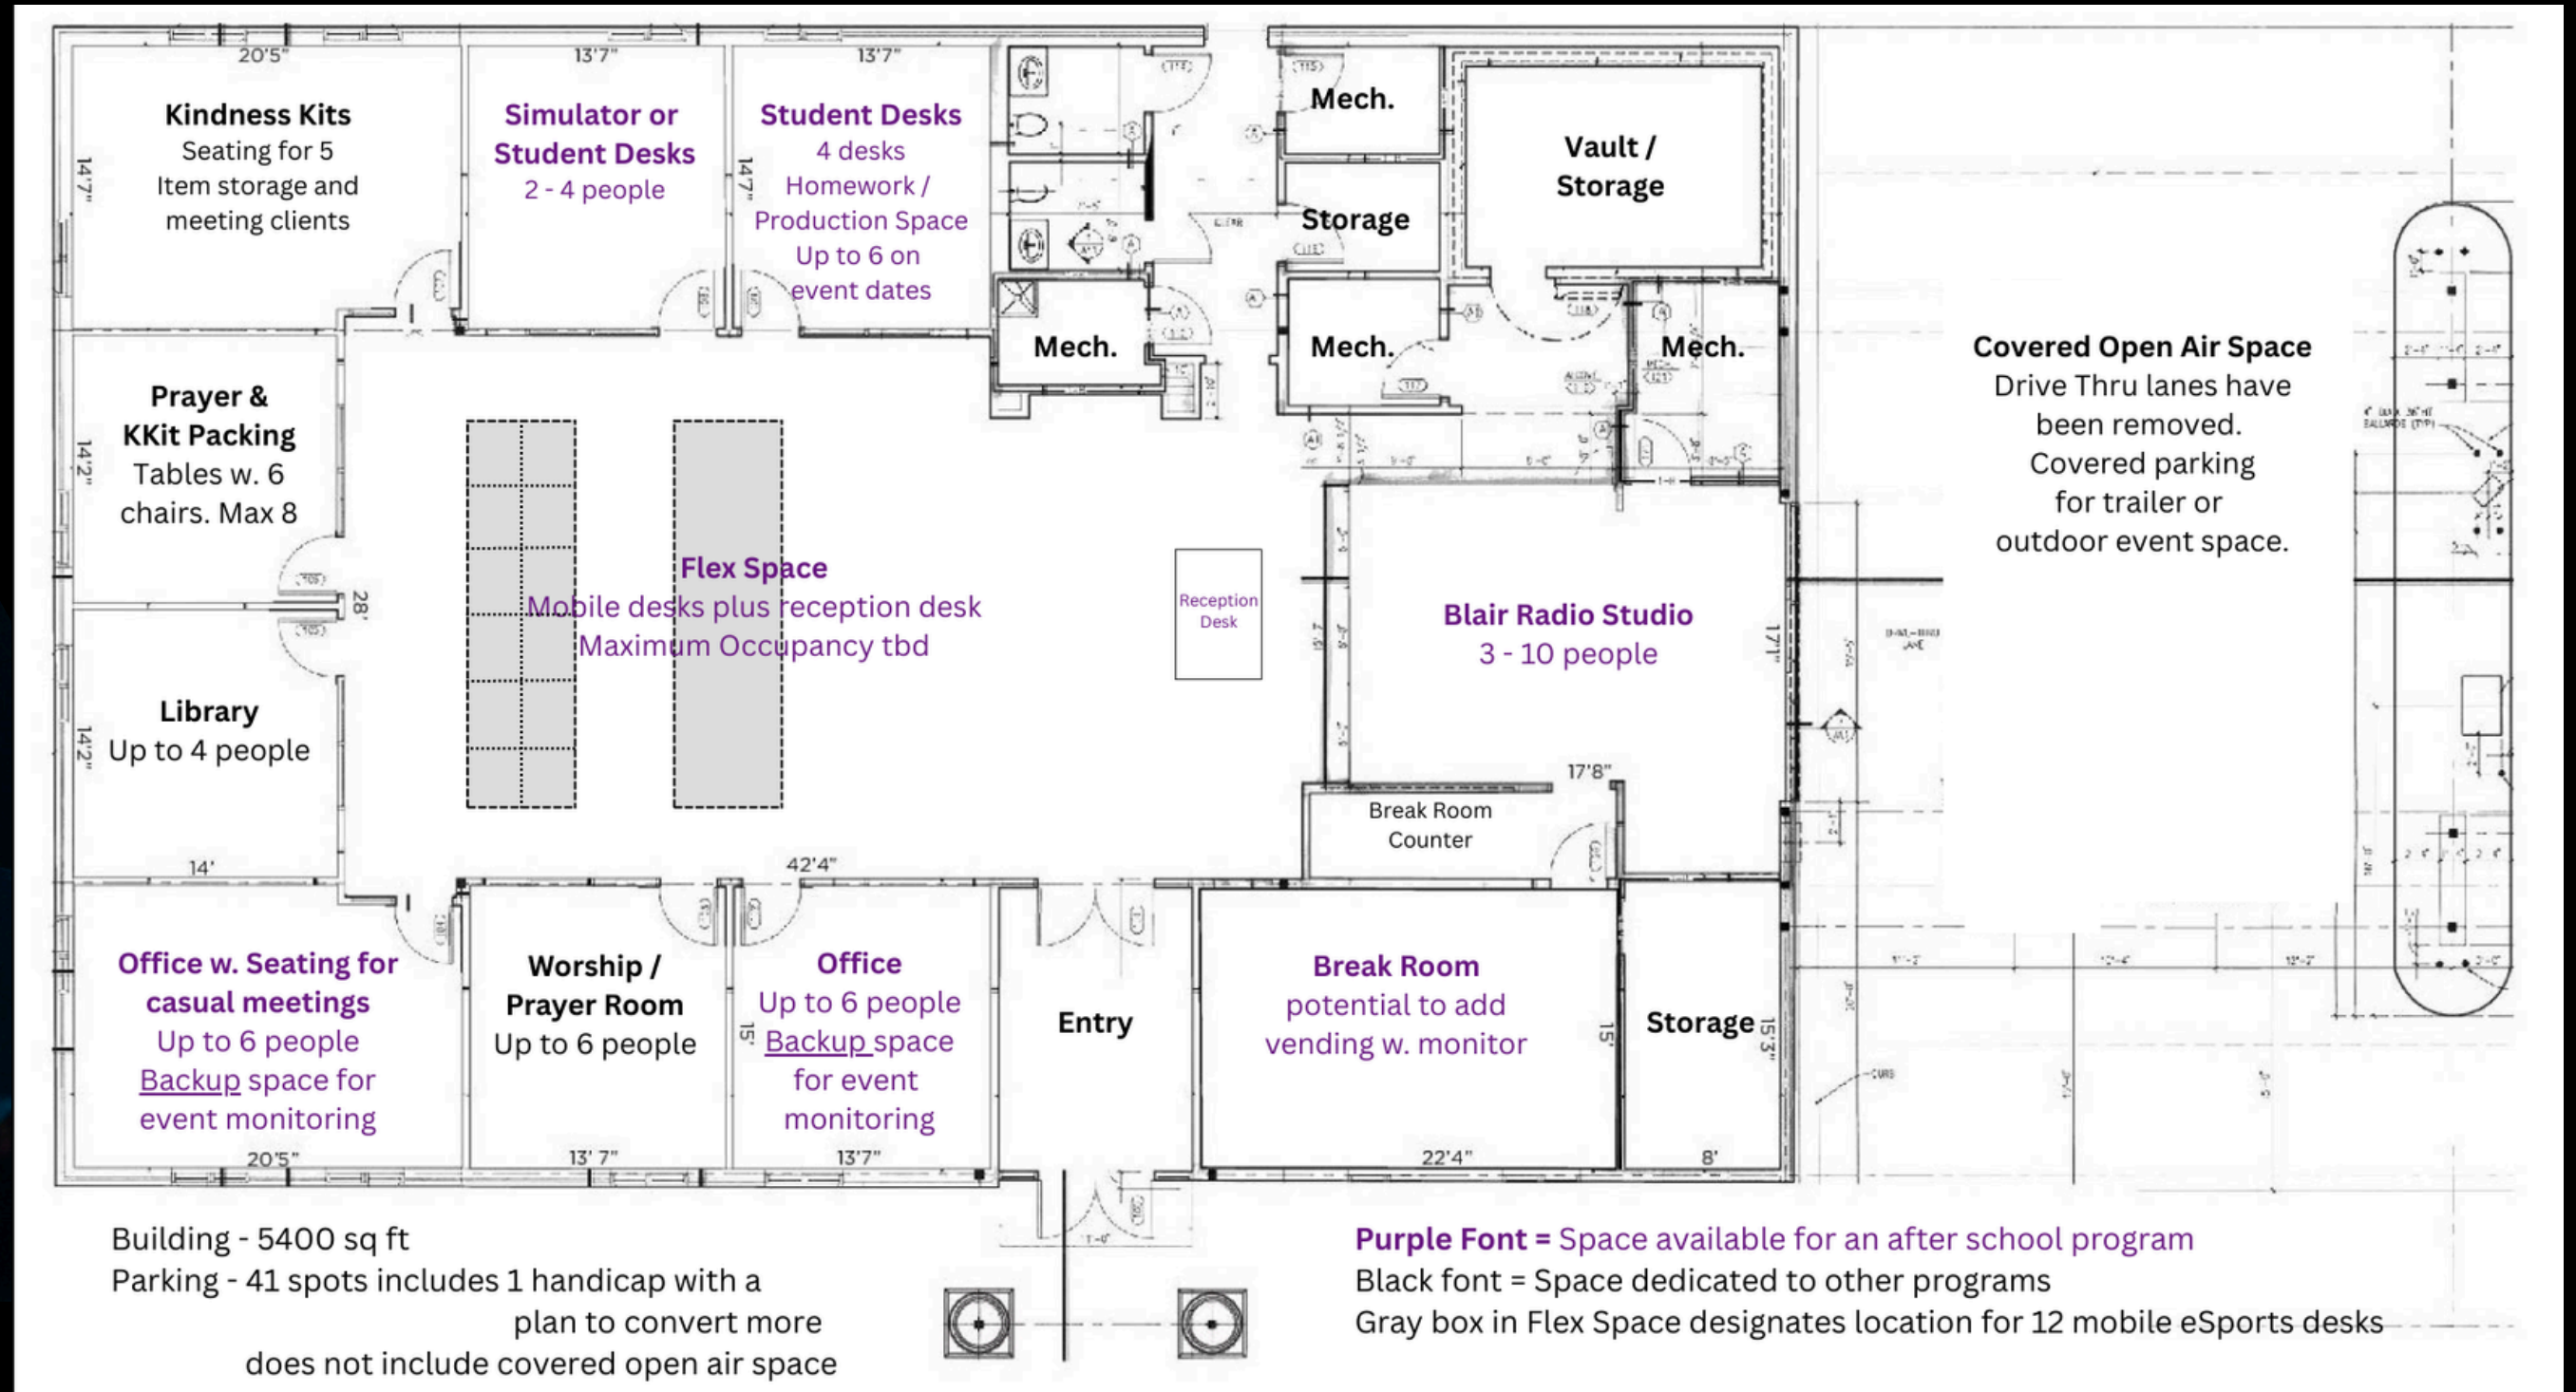 20'5"
13'7"
13'7"
Kindness Kits
Seating for 5
Item storage and
meeting clients
14'7"
Simulator or
Student Desks
2 - 4 people
14'7"
Student Desks
4 desks
Homework /
Production Space
Up to 6 on
event dates
Mech.
Storage
Vault /
Storage
Mech.
Mech.
Mech.
Covered Open Air Space
Drive Thru lanes have
been removed.
Covered parking
for trailer or
outdoor event space.
Prayer &
KKit Packing
Tables w. 6
chairs. Max 8
14'2"
28'
Flex Space
Mobile desks plus reception desk
Maximum Occupancy tbd
Reception
Desk
Blair Radio Studio
3 - 10 people
17'1"
17'8"
Library
Up to 4 people
14'2"
14'
42'4"
Break Room
Counter
Office w. Seating for
casual meetings
Up to 6 people
Backup space for
event monitoring
20'5"
Worship /
Prayer Room
Up to 6 people
13' 7"
15'
Office
Up to 6 people
Backup space
for event
monitoring
13'7"
Entry
Break Room
potential to add
vending w. monitor
22'4"
15'
Storage
15'3"
8'
CURB
Building - 5400 sq ft
Parking - 41 spots includes 1 handicap with a
plan to convert more
does not include covered open air space
Purple Font = Space available for an after school program
Black font = Space dedicated to other programs
Gray box in Flex Space designates location for 12 mobile eSports desks